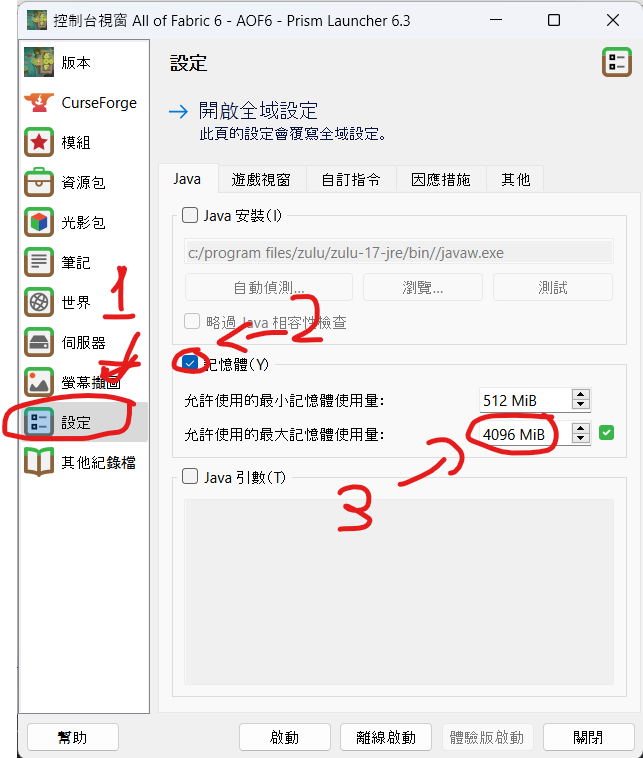 控制台視窗 All of Fabric 6 - AOF6 - Prism Launcher 6.3
版本
CurseForge
模組
資源包
光影包
筆記
世界
伺服器
螢幕擷圖
設定
其他紀錄檔
1
設定
開啟全域設定
此頁的設定會覆寫全域設定。
Java
遊戲視窗
自訂指令
因應措施
其他
Java 安裝(I)
c:/program files/zulu/zulu-17-jre/bin//javaw.exe
自動偵測...
瀏覽...
測試
略過 Java 相容性檢查
2
記憶體(Y)
允許使用的最小記憶體使用量:
512 MiB
允許使用的最大記憶體使用量:
4096 MiB
3
Java 引數(T)
幫助
啟動
離線啟動
體驗版啟動
關閉